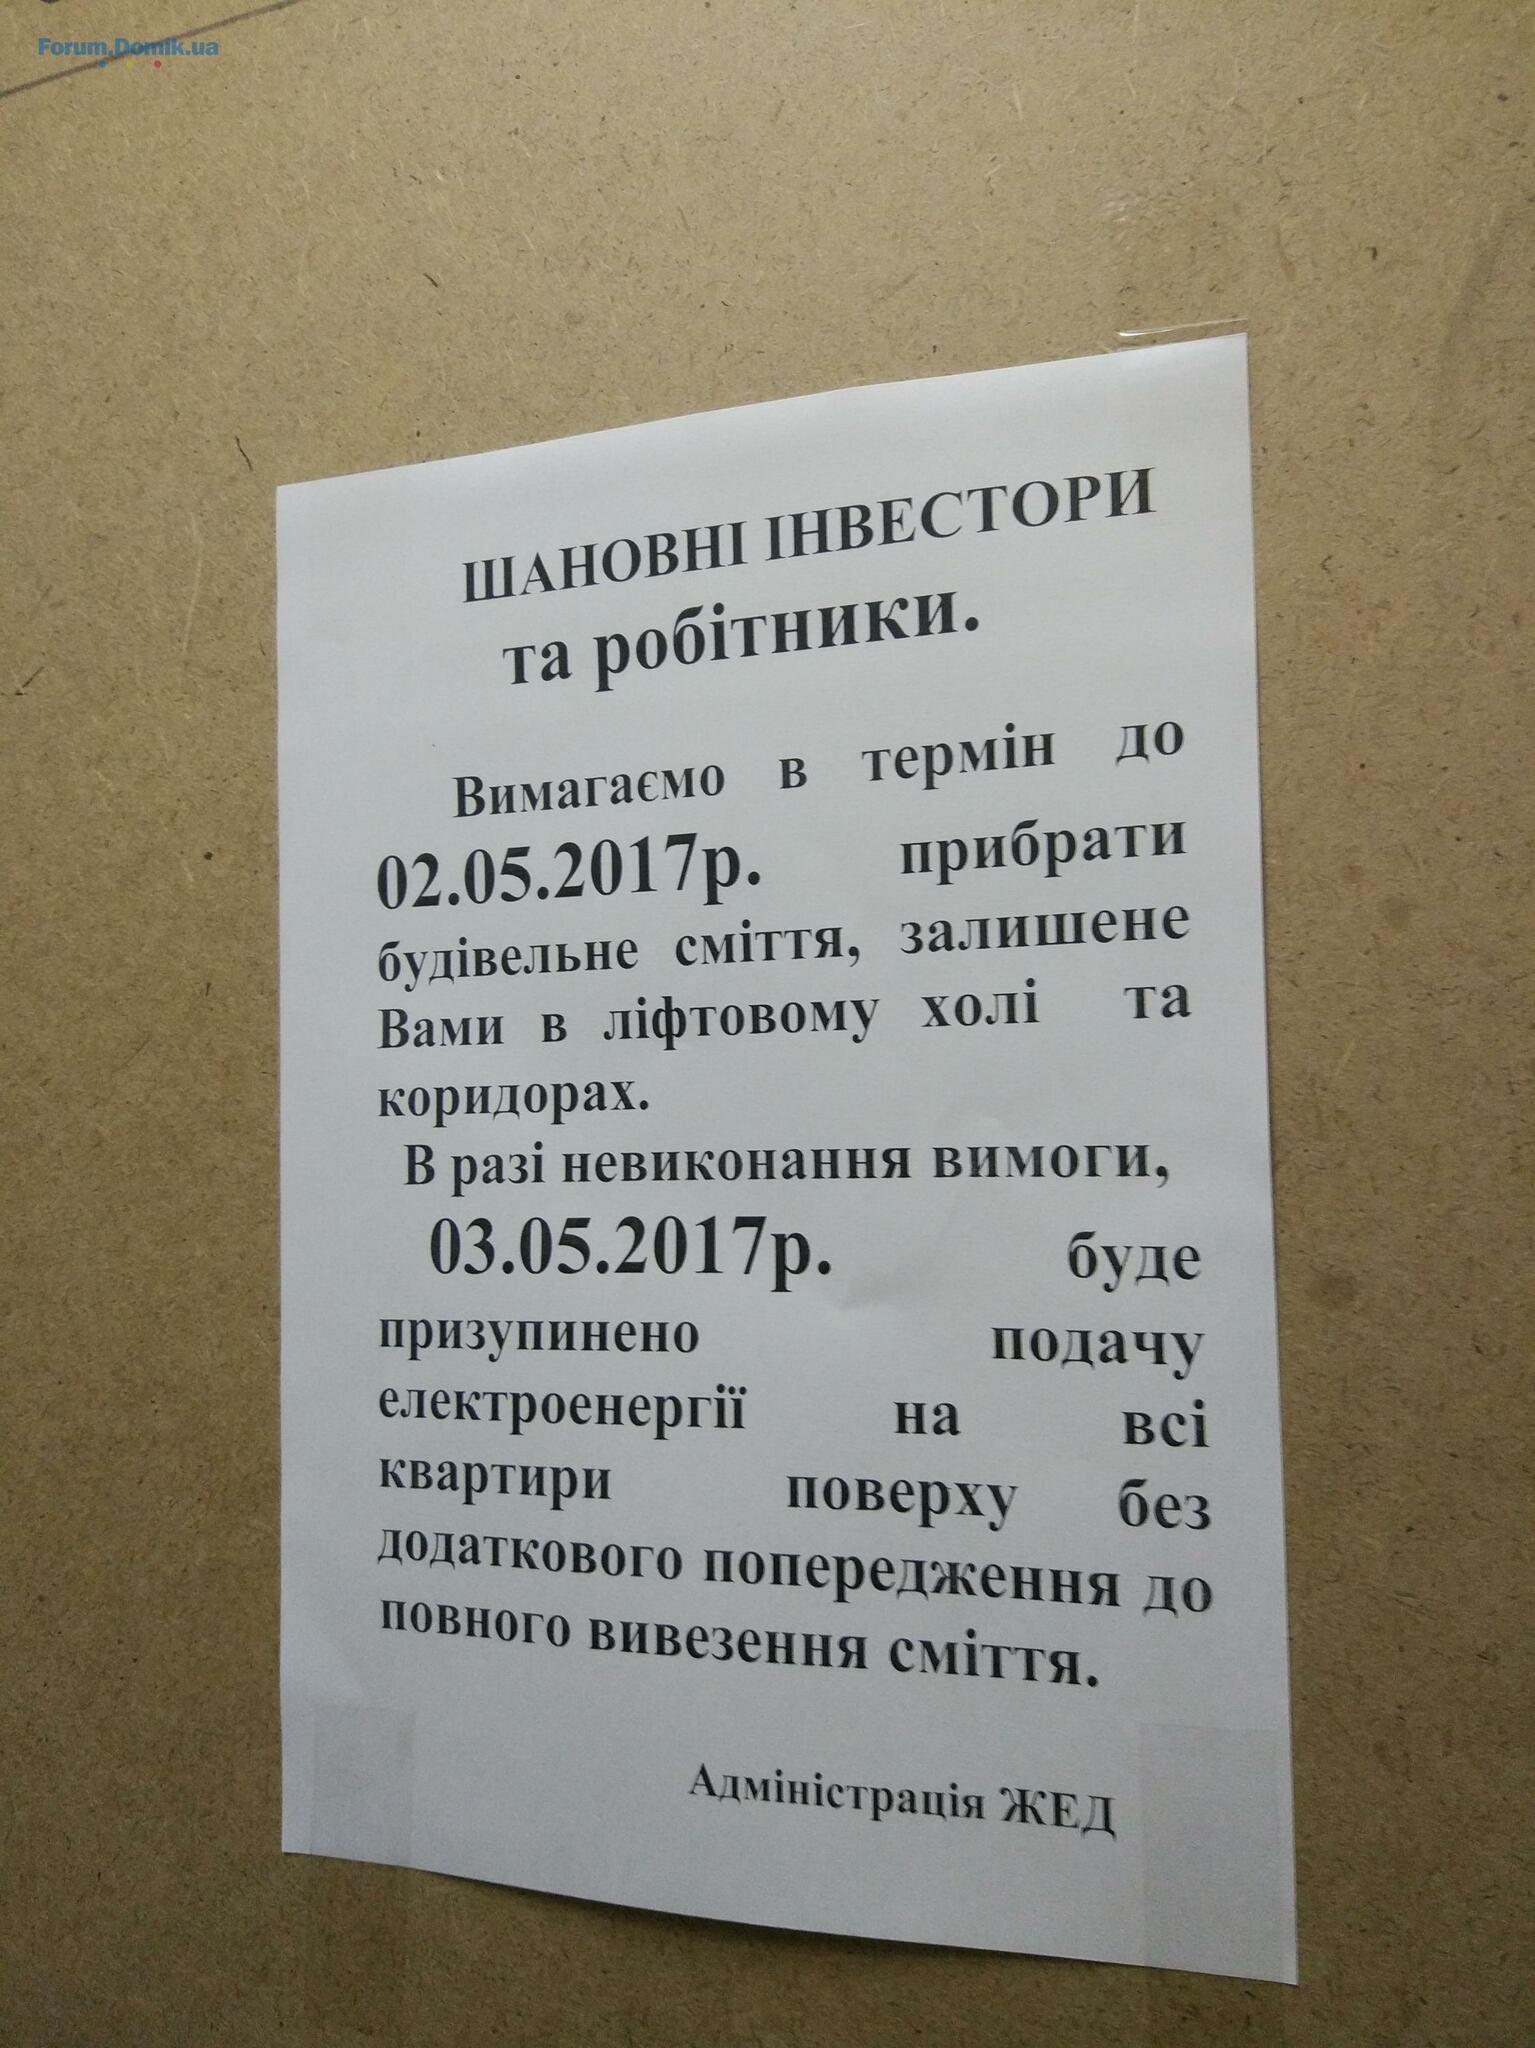 Forum.Domik.ua
ШАНОВНІ ІНВЕСТОРИ
та робітники.
Вимагаємо в термін до
02.05.2017р. прибрати
будівельне сміття, залишене
Вами в ліфтовому холі та
коридорах.
В разі невиконання вимоги,
03.05.2017р. буде
призупинено подачу
електроенергії на всі
квартири поверху без
додаткового попередження до
повного вивезення сміття.
Адміністрація ЖЕД